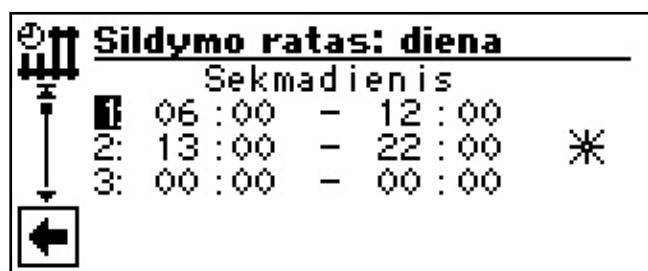 Sildymo ratas: diena
Sekmadienis
1: 06:00 - 12:00
2: 13:00 - 22:00
3: 00:00 - 00:00